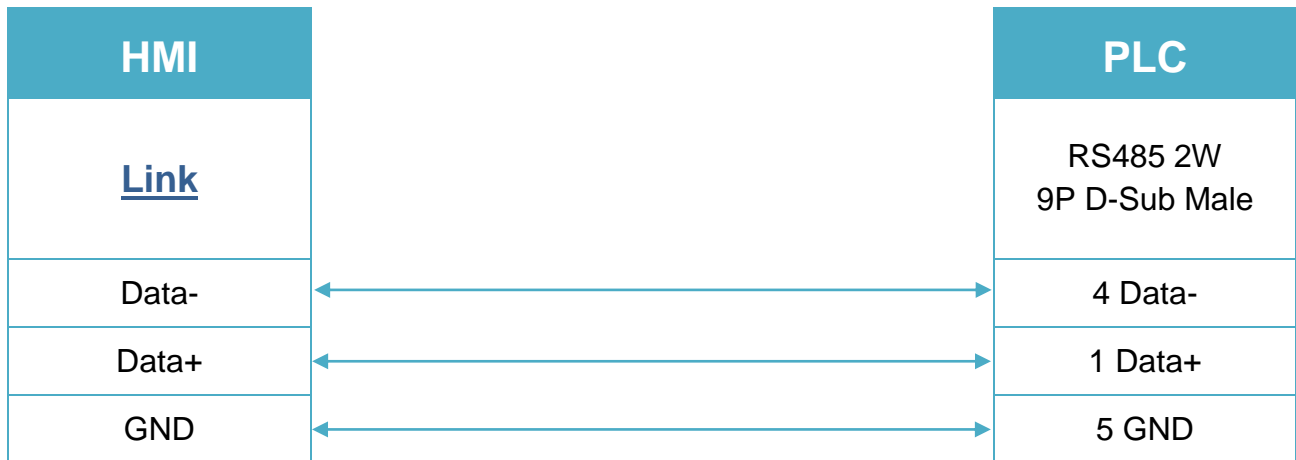 HMI
PLC
Link
RS485 2W
9P D-Sub Male
Data-
4 Data-
Data+
1 Data+
GND
5 GND